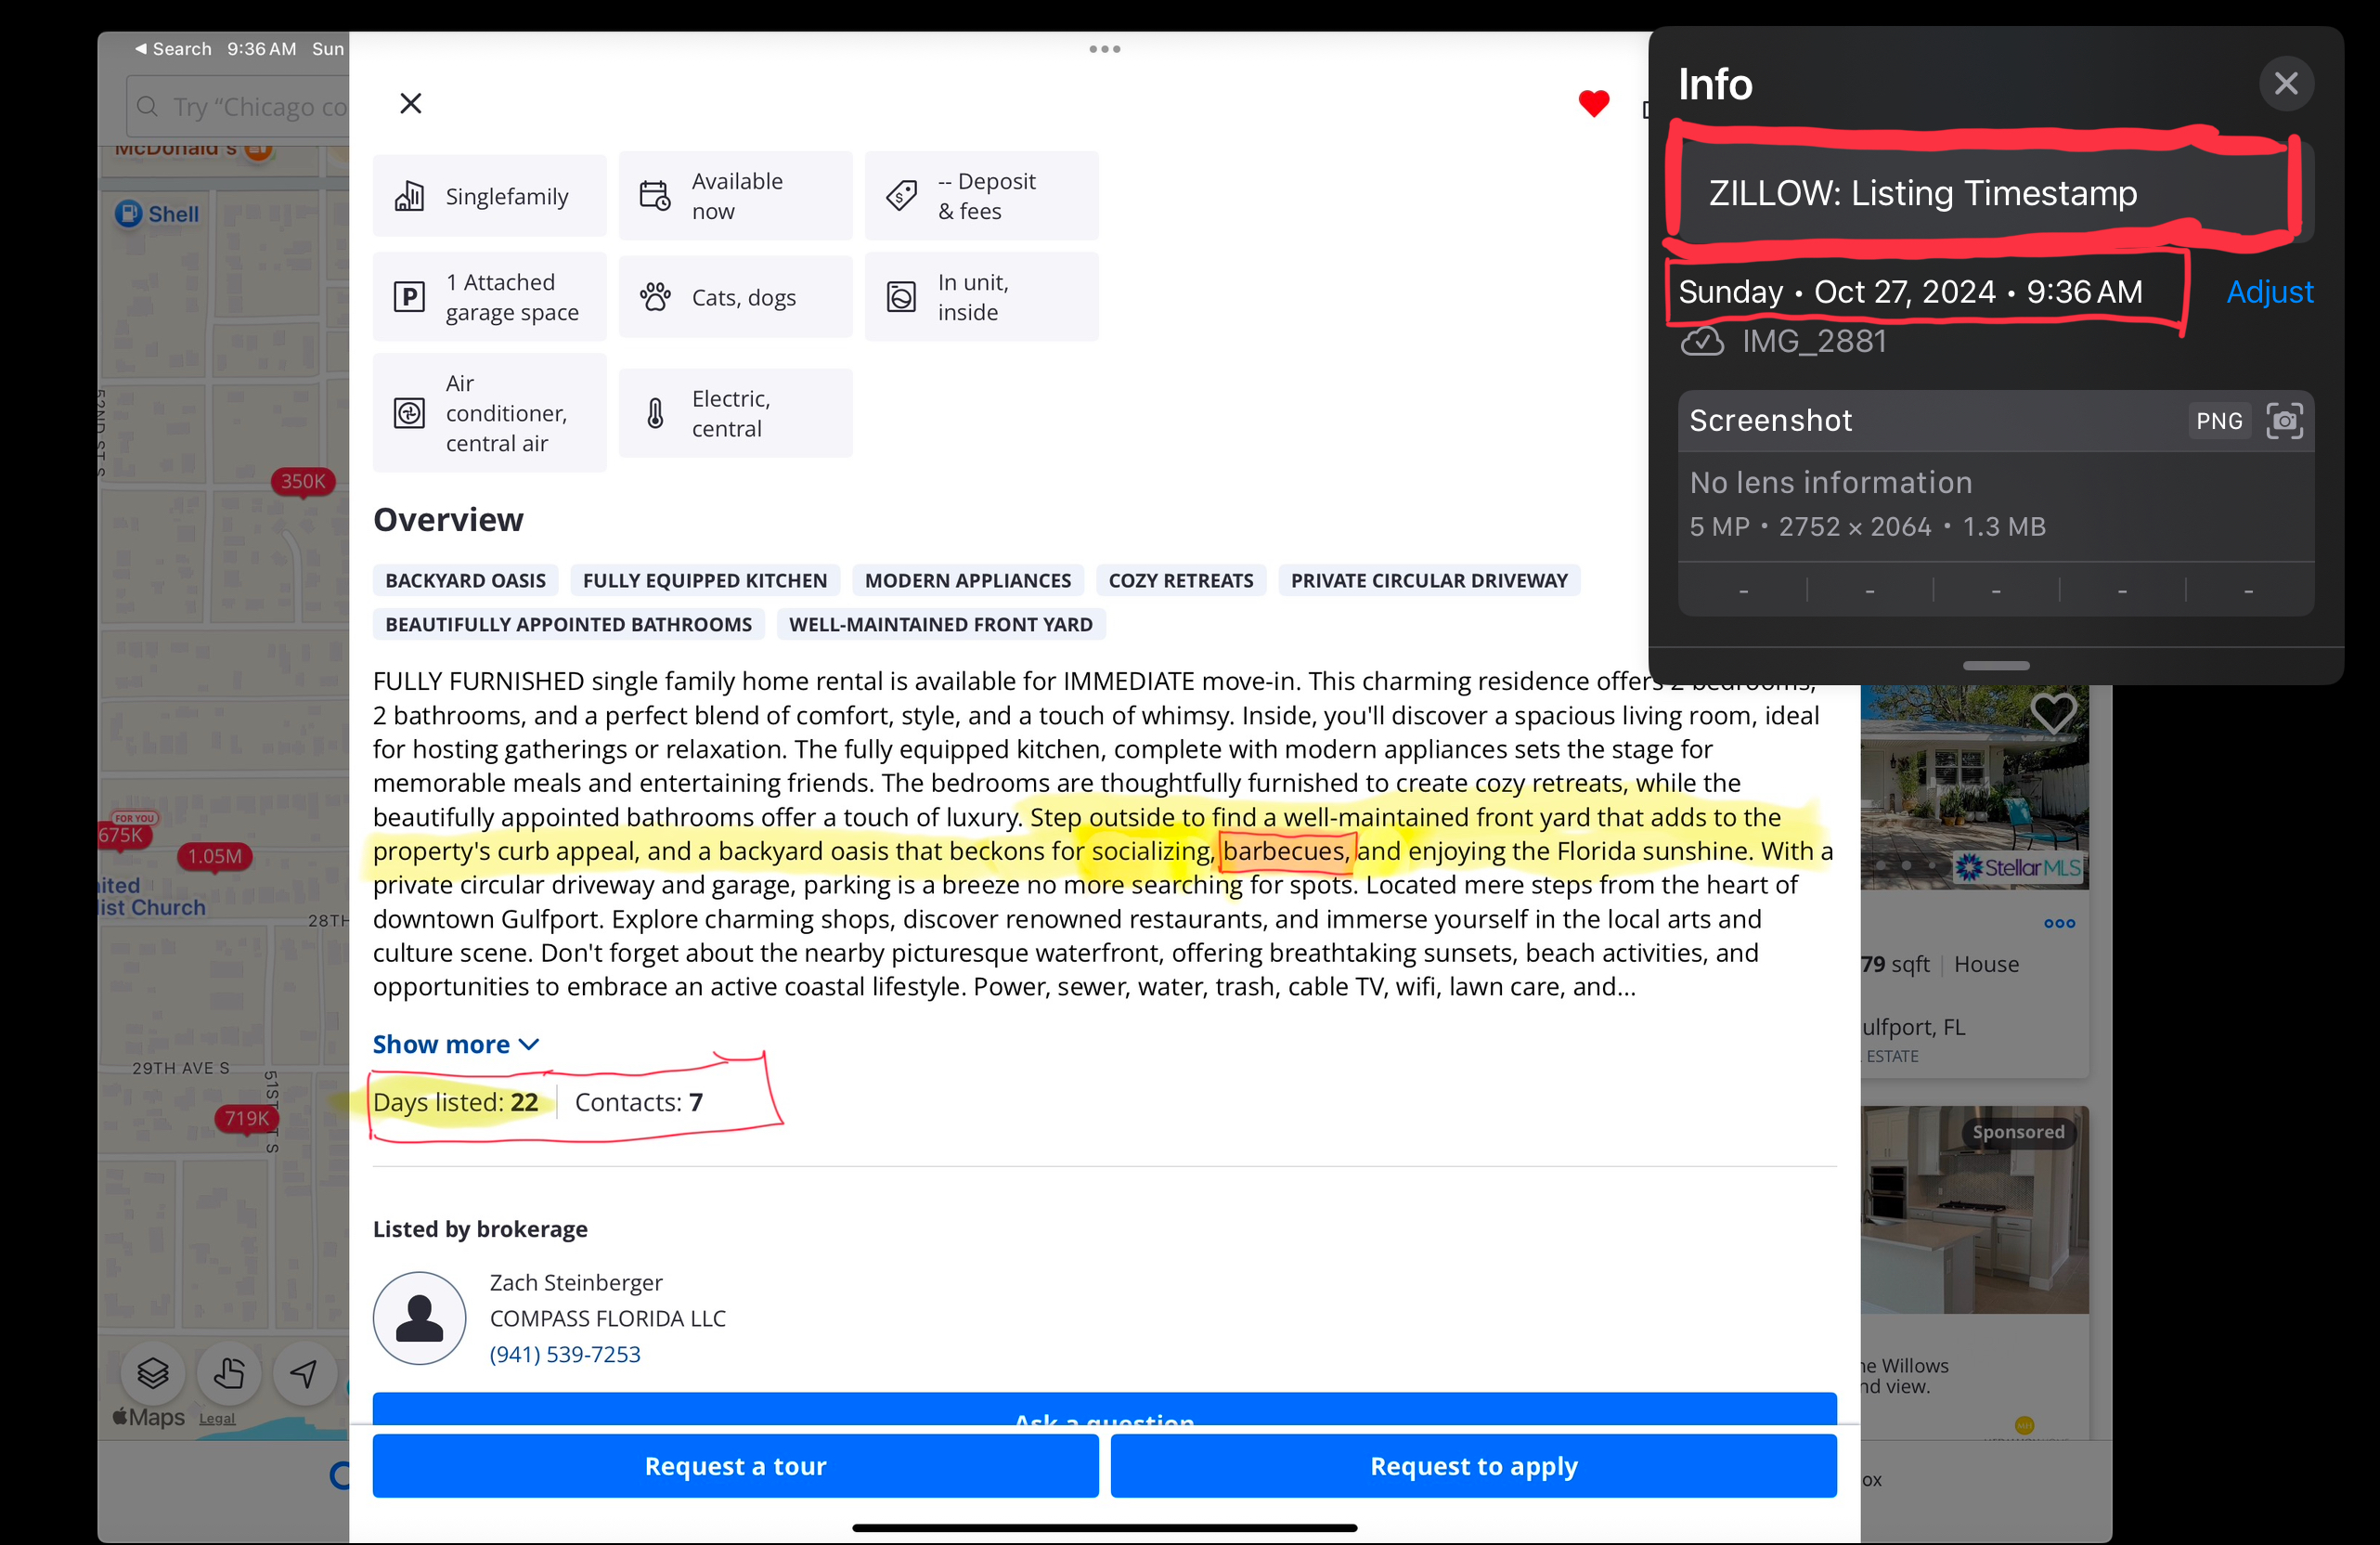 Search 9:36 AM Sun
Try “Chicago co
McDonald's
Shell
52ND ST S
350K
FOR YOU
675K
1.05M
ited
list Church
28TH
29TH AVE S
51ST ST S
719K
Maps Legal
Singlefamily
Available
now
-- Deposit
& fees
1 Attached
garage space
Cats, dogs
In unit,
inside
Air
conditioner,
central air
Electric,
central
Overview
BACKYARD OASIS FULLY EQUIPPED KITCHEN MODERN APPLIANCES COZY RETREATS PRIVATE CIRCULAR DRIVEWAY
BEAUTIFULLY APPOINTED BATHROOMS WELL-MAINTAINED FRONT YARD
FULLY FURNISHED single family home rental is available for IMMEDIATE move-in. This charming residence offers 2 bedrooms,
2 bathrooms, and a perfect blend of comfort, style, and a touch of whimsy. Inside, you'll discover a spacious living room, ideal
for hosting gatherings or relaxation. The fully equipped kitchen, complete with modern appliances sets the stage for
memorable meals and entertaining friends. The bedrooms are thoughtfully furnished to create cozy retreats, while the
beautifully appointed bathrooms offer a touch of luxury. Step outside to find a well-maintained front yard that adds to the
property's curb appeal, and a backyard oasis that beckons for socializing, barbecues, and enjoying the Florida sunshine. With a
private circular driveway and garage, parking is a breeze no more searching for spots. Located mere steps from the heart of
downtown Gulfport. Explore charming shops, discover renowned restaurants, and immerse yourself in the local arts and
culture scene. Don't forget about the nearby picturesque waterfront, offering breathtaking sunsets, beach activities, and
opportunities to embrace an active coastal lifestyle. Power, sewer, water, trash, cable TV, wifi, lawn care, and...
Show more
Days listed: 22 Contacts: 7
Listed by brokerage
Zach Steinberger
COMPASS FLORIDA LLC
(941) 539-7253
Ask a question
Request a tour
Request to apply
Info
ZILLOW: Listing Timestamp
Sunday • Oct 27, 2024 • 9:36 AM Adjust
IMG_2881
Screenshot PNG
No lens information
5 MP • 2752 × 2064 • 1.3 MB
- - - - -
StellarMLS
79 sqft | House
ulfport, FL
ESTATE
Sponsored
he Willows
nd view.
ox